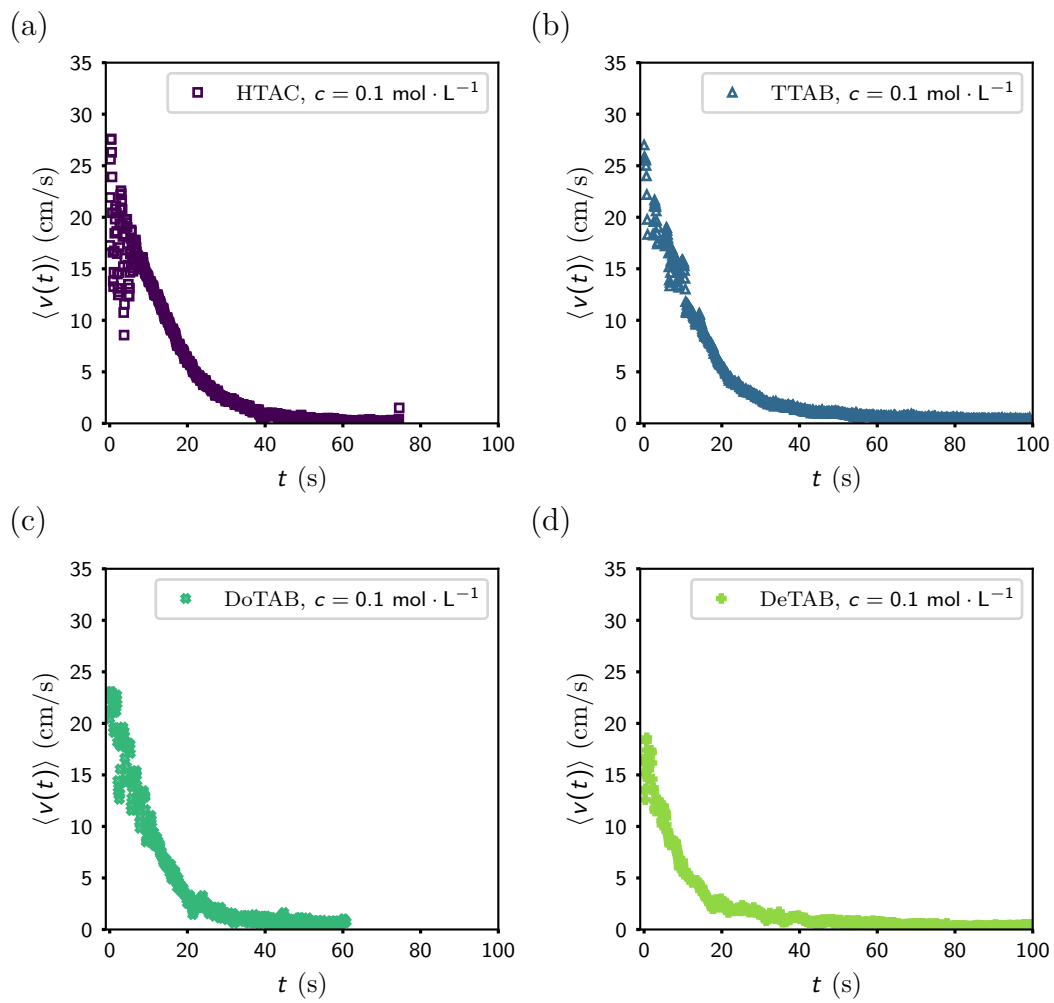 (a)
(b)
35
30
25
20
15
10
5
0
⟨v(t)⟩ (cm/s)
HTAC, c = 0.1 mol · L⁻¹
0 20 40 60 80 100
t (s)
35
30
25
20
15
10
5
0
⟨v(t)⟩ (cm/s)
TTAB, c = 0.1 mol · L⁻¹
0 20 40 60 80 100
t (s)
(c)
(d)
35
30
25
20
15
10
5
0
⟨v(t)⟩ (cm/s)
DoTAB, c = 0.1 mol · L⁻¹
0 20 40 60 80 100
t (s)
35
30
25
20
15
10
5
0
⟨v(t)⟩ (cm/s)
DeTAB, c = 0.1 mol · L⁻¹
0 20 40 60 80 100
t (s)